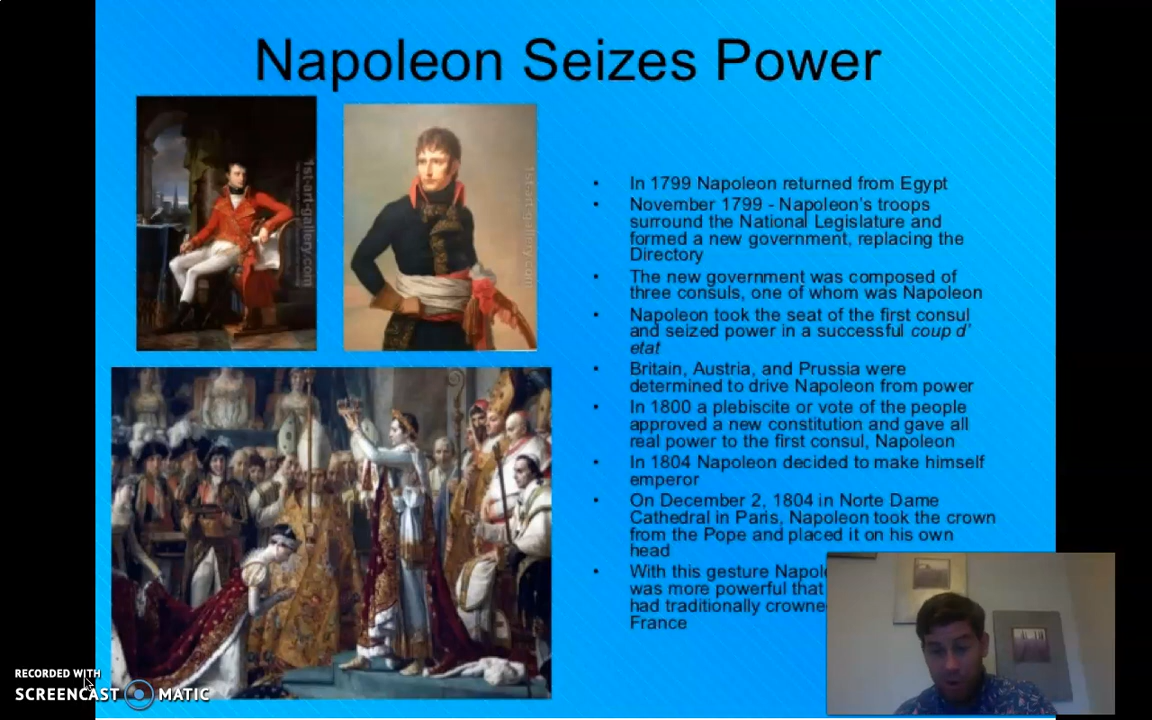 Napoleon Seizes Power
1st-art-gallery.com
1st-art-gallery.com
• In 1799 Napoleon returned from Egypt
• November 1799 - Napoleon's troops
surround the National Legislature and
formed a new government, replacing the
Directory
• The new government was composed of
three consuls, one of whom was Napoleon
• Napoleon took the seat of the first consul
and seized power in a successful coup d'
etat
• Britain, Austria, and Prussia were
determined to drive Napoleon from power
• In 1800 a plebiscite or vote of the people
approved a new constitution and gave all
real power to the first consul, Napoleon
• In 1804 Napoleon decided to make himself
emperor
• On December 2, 1804 in Norte Dame
Cathedral in Paris, Napoleon took the crown
from the Pope and placed it on his own
head
• With this gesture Napole
was more powerful that
had traditionally crowne
France
RECORDED WITH
SCREENCAST MATIC